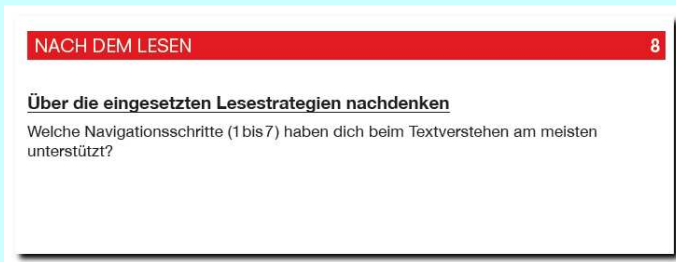 NACH DEM LESEN 8
Über die eingesetzten Lesestrategien nachdenken
Welche Navigationsschritte (1 bis 7) haben dich beim Textverstehen am meisten
unterstützt?